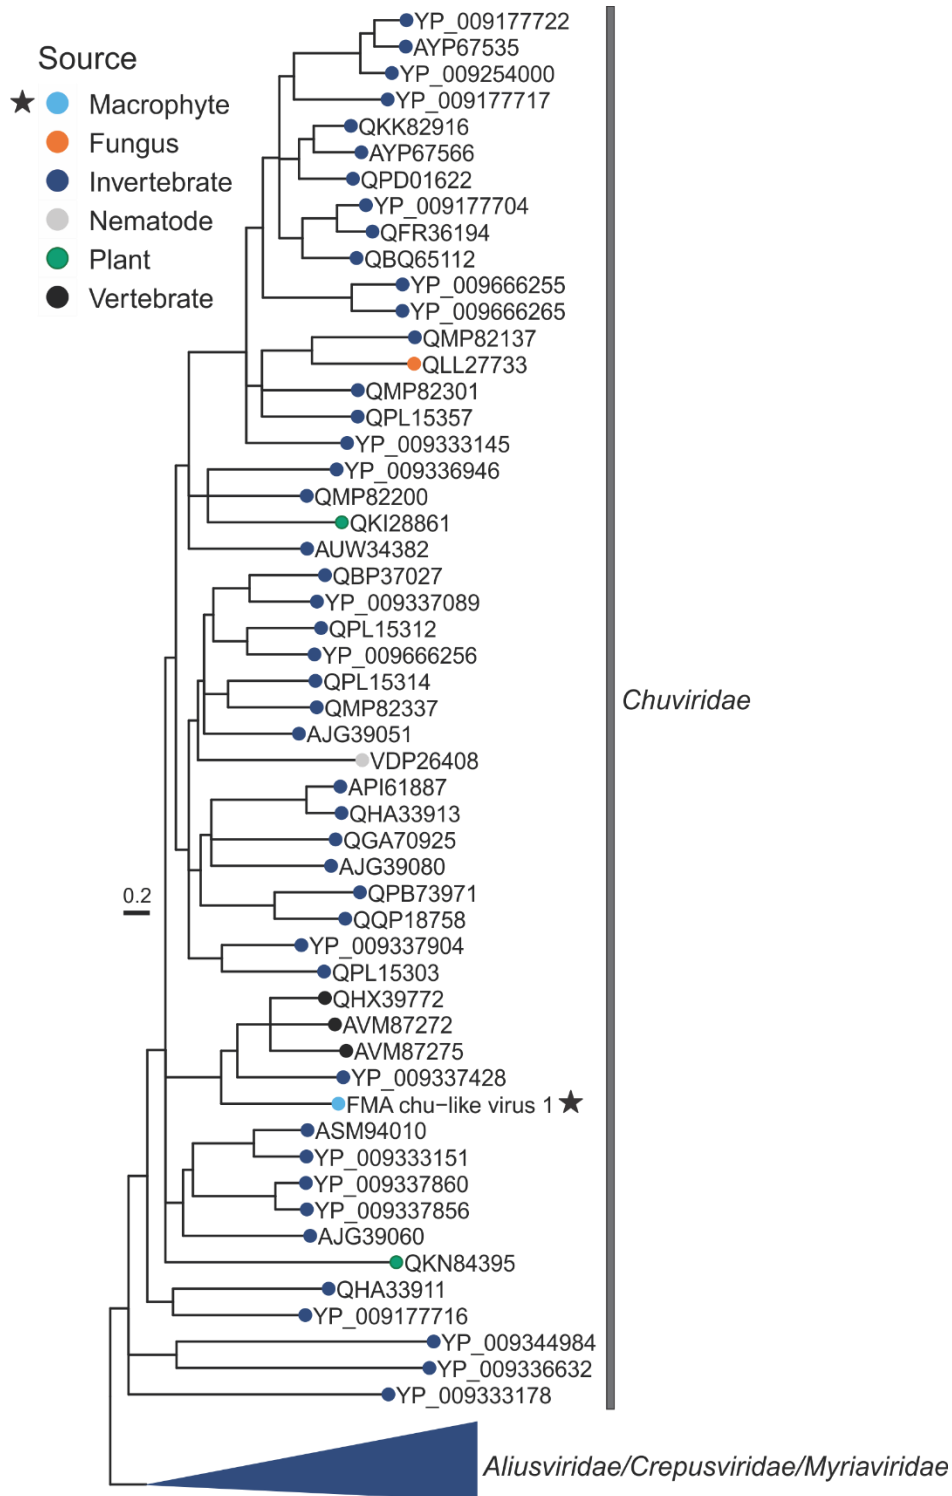 Source
★ Macrophyte
Fungus
Invertebrate
Nematode
Plant
Vertebrate
YP_009177722
AYP67535
YP_009254000
YP_009177717
QKK82916
AYP67566
QPD01622
YP_009177704
QFR36194
QBQ65112
YP_009666255
YP_009666265
QMP82137
QLL27733
QMP82301
QPL15357
YP_009333145
YP_009336946
QMP82200
QKI28861
AUW34382
QBP37027
YP_009337089
QPL15312
YP_009666256
QPL15314
QMP82337
AJG39051
VDP26408
API61887
QHA33913
QGA70925
AJG39080
QPB73971
QQP18758
YP_009337904
QPL15303
QHX39772
AVM87272
AVM87275
YP_009337428
FMA chu−like virus 1 ★
ASM94010
YP_009333151
YP_009337860
YP_009337856
AJG39060
QKN84395
QHA33911
YP_009177716
YP_009344984
YP_009336632
YP_009333178
Chuviridae
0.2
Aliusviridae/Crepusviridae/Myriaviridae